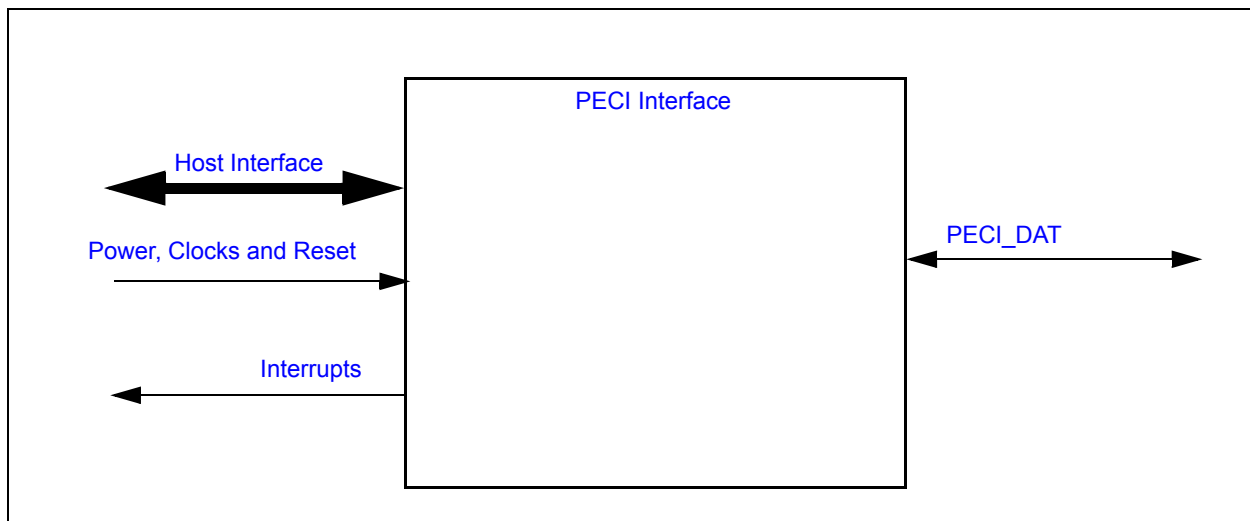 PECI Interface
Host Interface
Power, Clocks and Reset
PECI_DAT
Interrupts